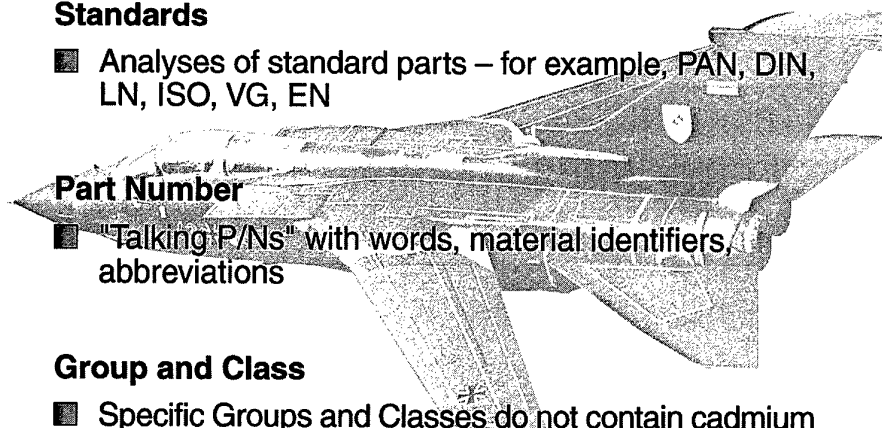 Standards
Analyses of standard parts – for example, PAN, DIN,
LN, ISO, VG, EN
Part Number
"Talking P/Ns" with words, material identifiers,
abbreviations
Group and Class
Specific Groups and Classes do not contain cadmium